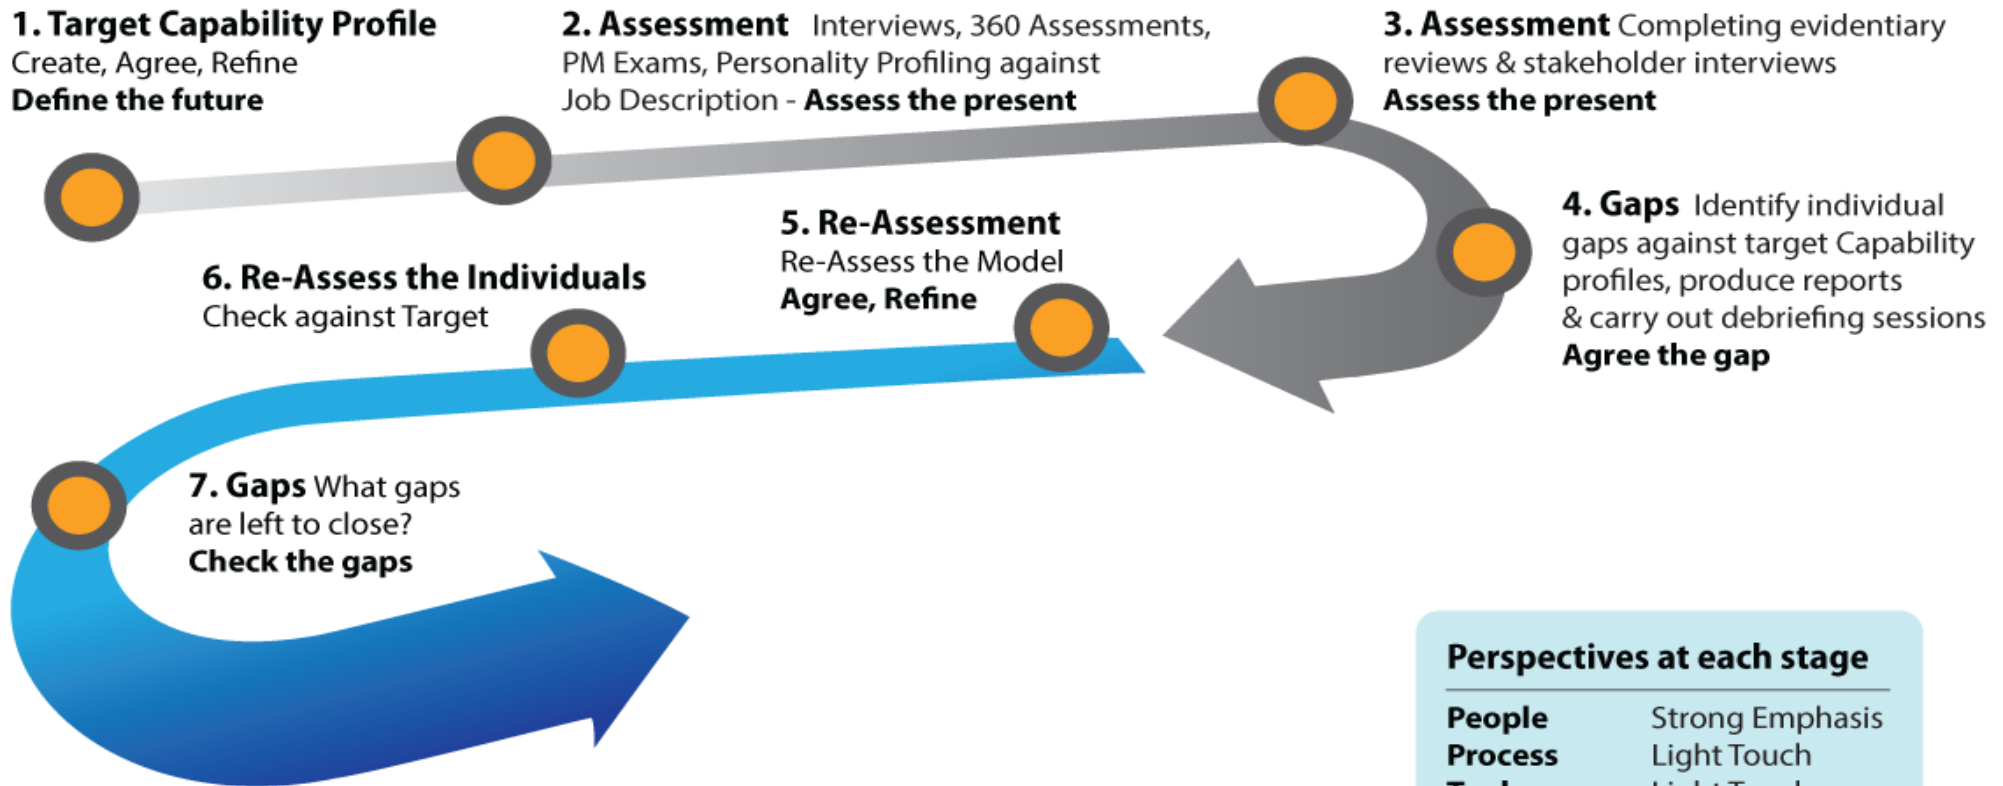 1. Target Capability Profile
Create, Agree, Refine
Define the future
2. Assessment Interviews, 360 Assessments,
PM Exams, Personality Profiling against
Job Description - Assess the present
3. Assessment Completing evidentiary
reviews & stakeholder interviews
Assess the present
4. Gaps Identify individual
gaps against target Capability
profiles, produce reports
& carry out debriefing sessions
Agree the gap
5. Re-Assessment
Re-Assess the Model
Agree, Refine
6. Re-Assess the Individuals
Check against Target
7. Gaps What gaps
are left to close?
Check the gaps
Perspectives at each stage
People Strong Emphasis
Process Light Touch